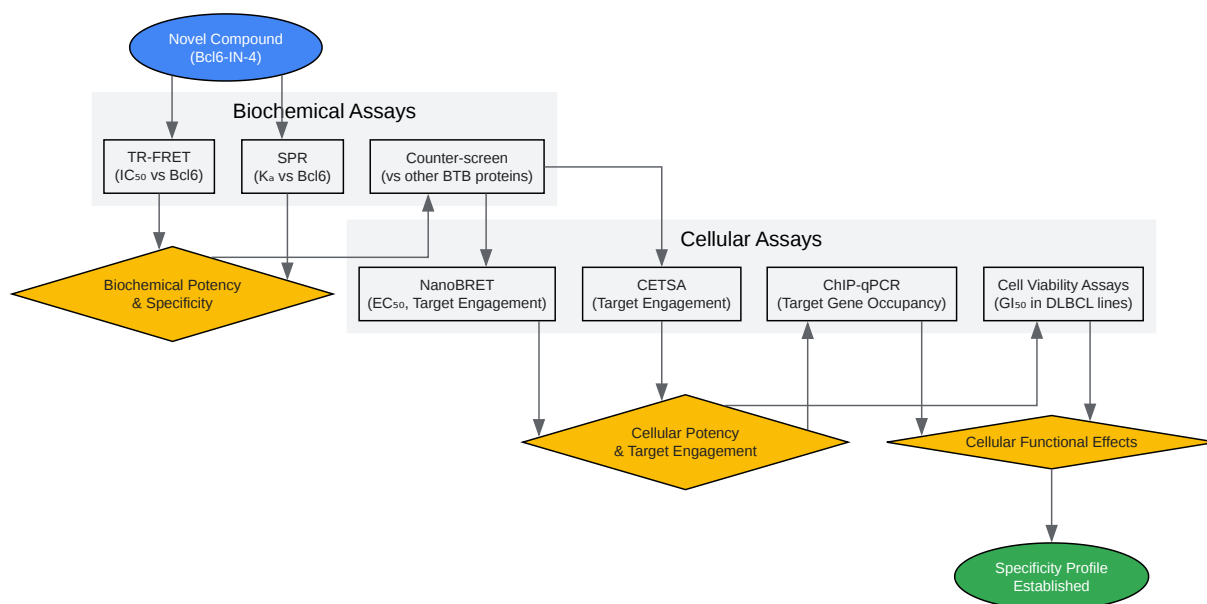 Novel Compound
(Bcl6-IN-4)
Biochemical Assays
TR-FRET
(IC₅₀ vs Bcl6)
SPR
(Kₐ vs Bcl6)
Counter-screen
(vs other BTB proteins)
Biochemical Potency
& Specificity
Cellular Assays
NanoBRET
(EC₅₀, Target Engagement)
CETSA
(Target Engagement)
ChIP-qPCR
(Target Gene Occupancy)
Cell Viability Assays
(GI₅₀ in DLBCL lines)
Cellular Potency
& Target Engagement
Cellular Functional Effects
Specificity Profile
Established